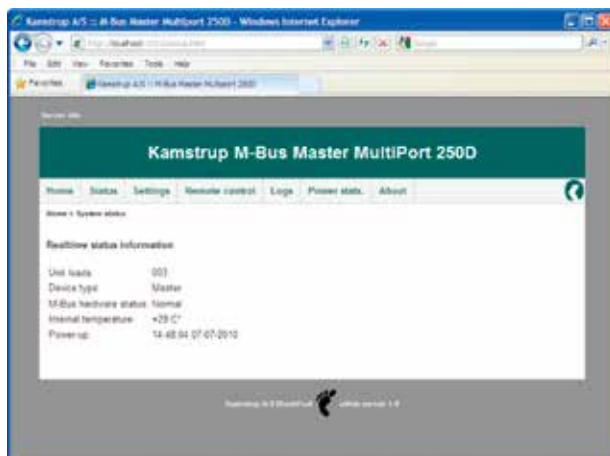 Kamstrup A/S :: M-Bus Master Multiport 250D - Windows Internet Explorer
File Edit View Favorites Tools Help
Favorites Kamstrup A/S :: M-Bus Master Multiport 250D
Kamstrup M-Bus Master MultiPort 250D
Home Status Settings Remote control Logs Power stats. About
Home > System status
Realtime status information
Unit loads: 003
Device type: Master
M-Bus hardware status: Normal
Internal temperature: +29 C°
Power up: 14:48:04 07-07-2010